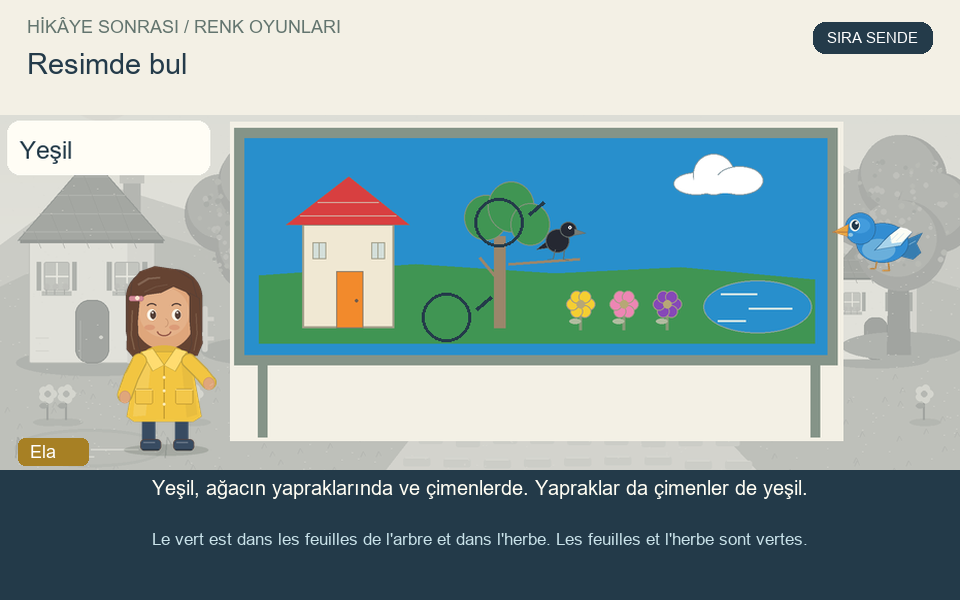 HİKÂYE SONRASI / RENK OYUNLARI
SIRA SENDE
Resimde bul
Yeşil
Ela
Yeşil, ağacın yapraklarında ve çimenlerde. Yapraklar da çimenler de yeşil.
Le vert est dans les feuilles de l'arbre et dans l'herbe. Les feuilles et l'herbe sont vertes.